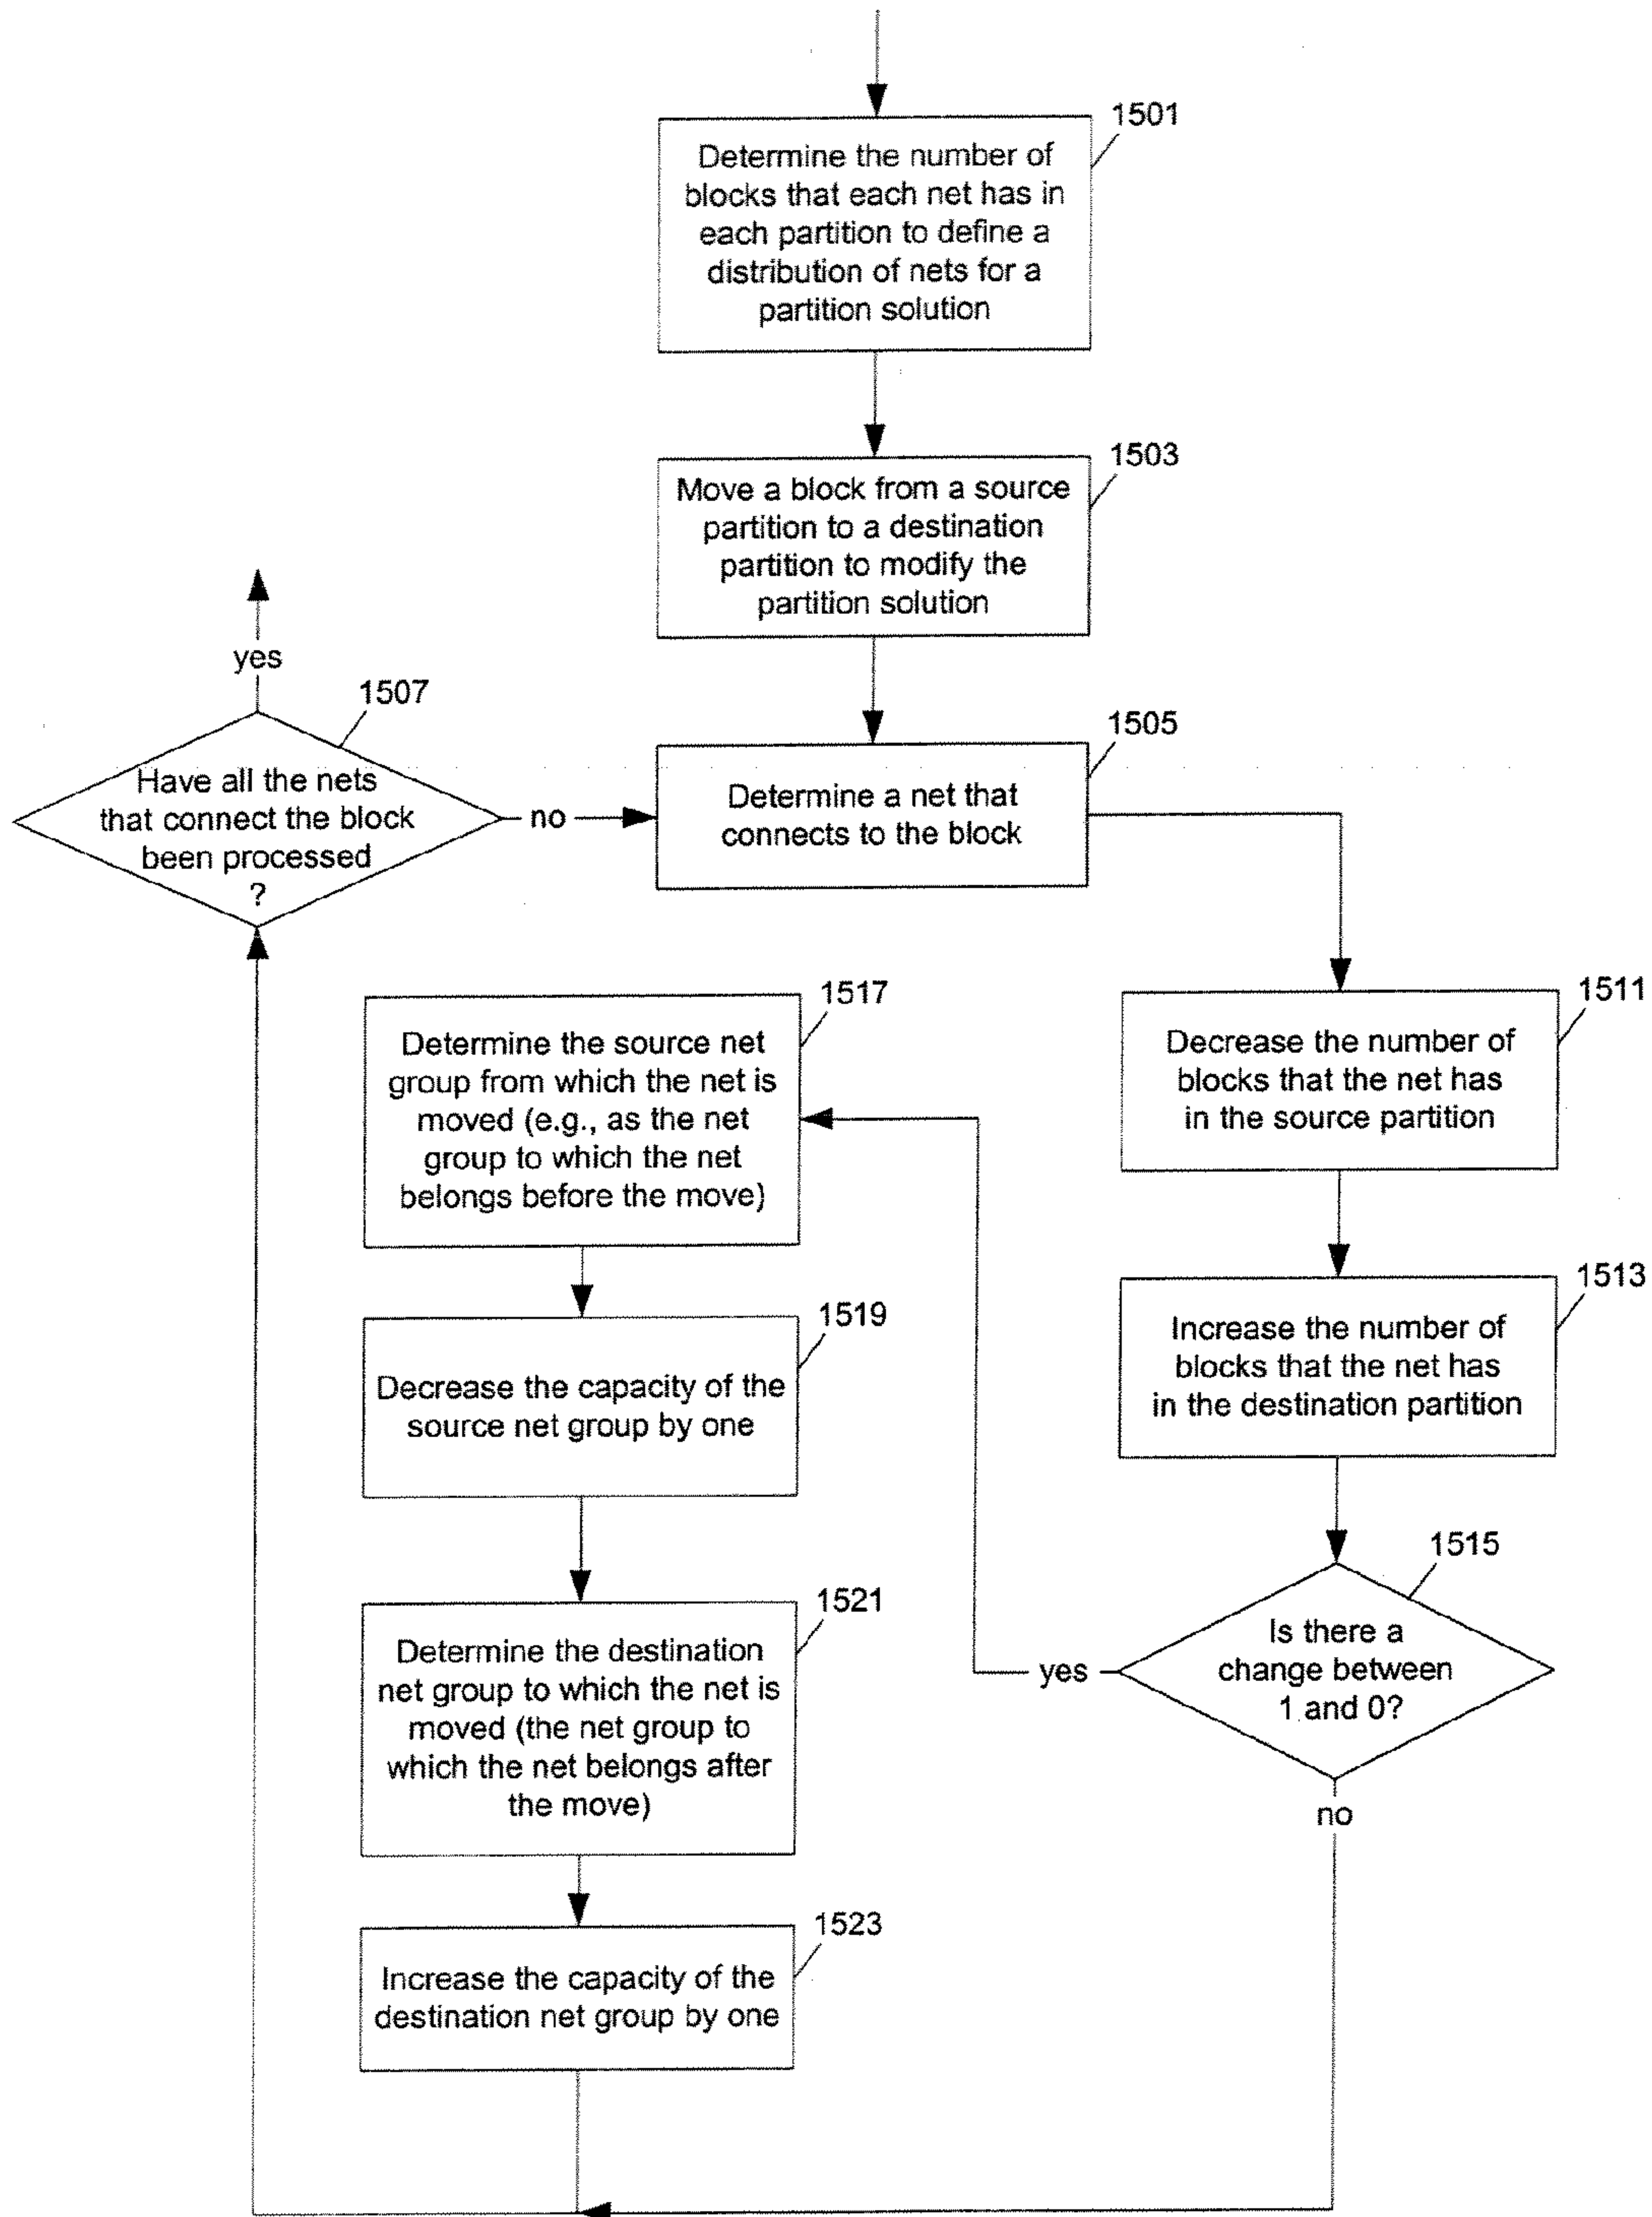 1501
Determine the number of
blocks that each net has in
each partition to define a
distribution of nets for a
partition solution
1503
Move a block from a source
partition to a destination
partition to modify the
partition solution
yes
1507
Have all the nets
that connect the block
been processed
?
no
1505
Determine a net that
connects to the block
1511
Decrease the number of
blocks that the net has
in the source partition
1513
Increase the number of
blocks that the net has
in the destination partition
1515
Is there a
change between
1 and 0?
yes
no
1517
Determine the source net
group from which the net is
moved (e.g., as the net
group to which the net
belongs before the move)
1519
Decrease the capacity of the
source net group by one
1521
Determine the destination
net group to which the net is
moved (the net group to
which the net belongs after
the move)
1523
Increase the capacity of the
destination net group by one